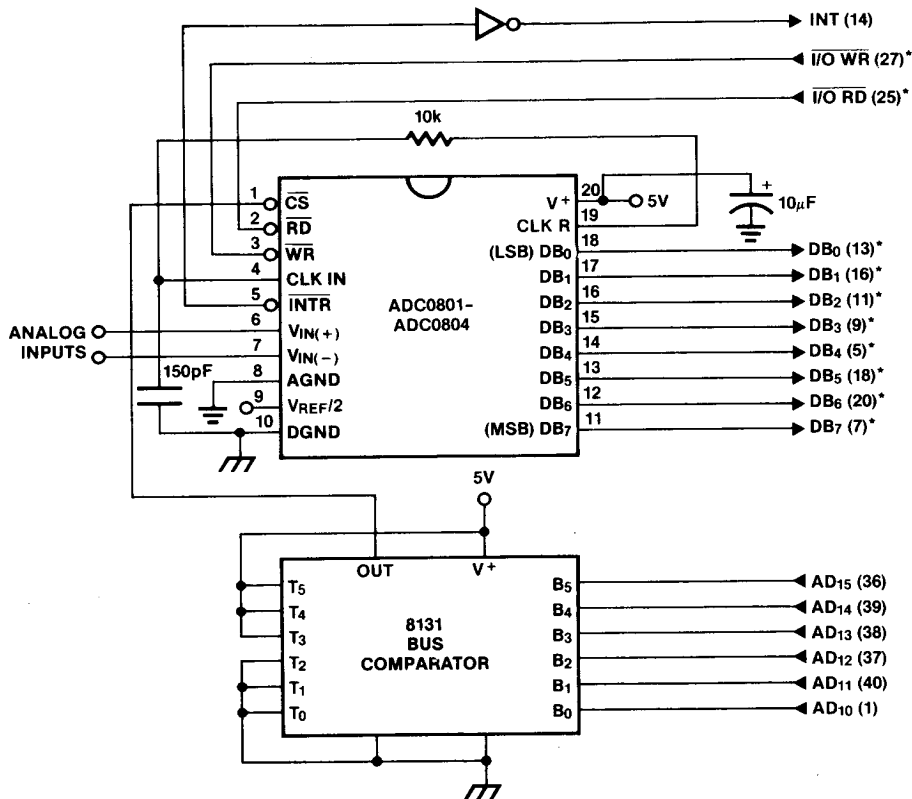 INT (14)
I/O WR (27)*
I/O RD (25)*
10k
1 CS
2 RD
3 WR
4 CLK IN
5 INTR
6 VIN(+)
7 VIN(−)
8 AGND
9 VREF/2
10 DGND
ANALOG
INPUTS
150pF
ADC0801–
ADC0804
V+ 20
5V
+
10µF
CLK R 19
(LSB) DB0 18
DB1 17
DB2 16
DB3 15
DB4 14
DB5 13
DB6 12
(MSB) DB7 11
DB0 (13)*
DB1 (16)*
DB2 (11)*
DB3 (9)*
DB4 (5)*
DB5 (18)*
DB6 (20)*
DB7 (7)*
5V
OUT
V+
T5
T4
T3
T2
T1
T0
8131
BUS
COMPARATOR
B5
B4
B3
B2
B1
B0
AD15 (36)
AD14 (39)
AD13 (38)
AD12 (37)
AD11 (40)
AD10 (1)